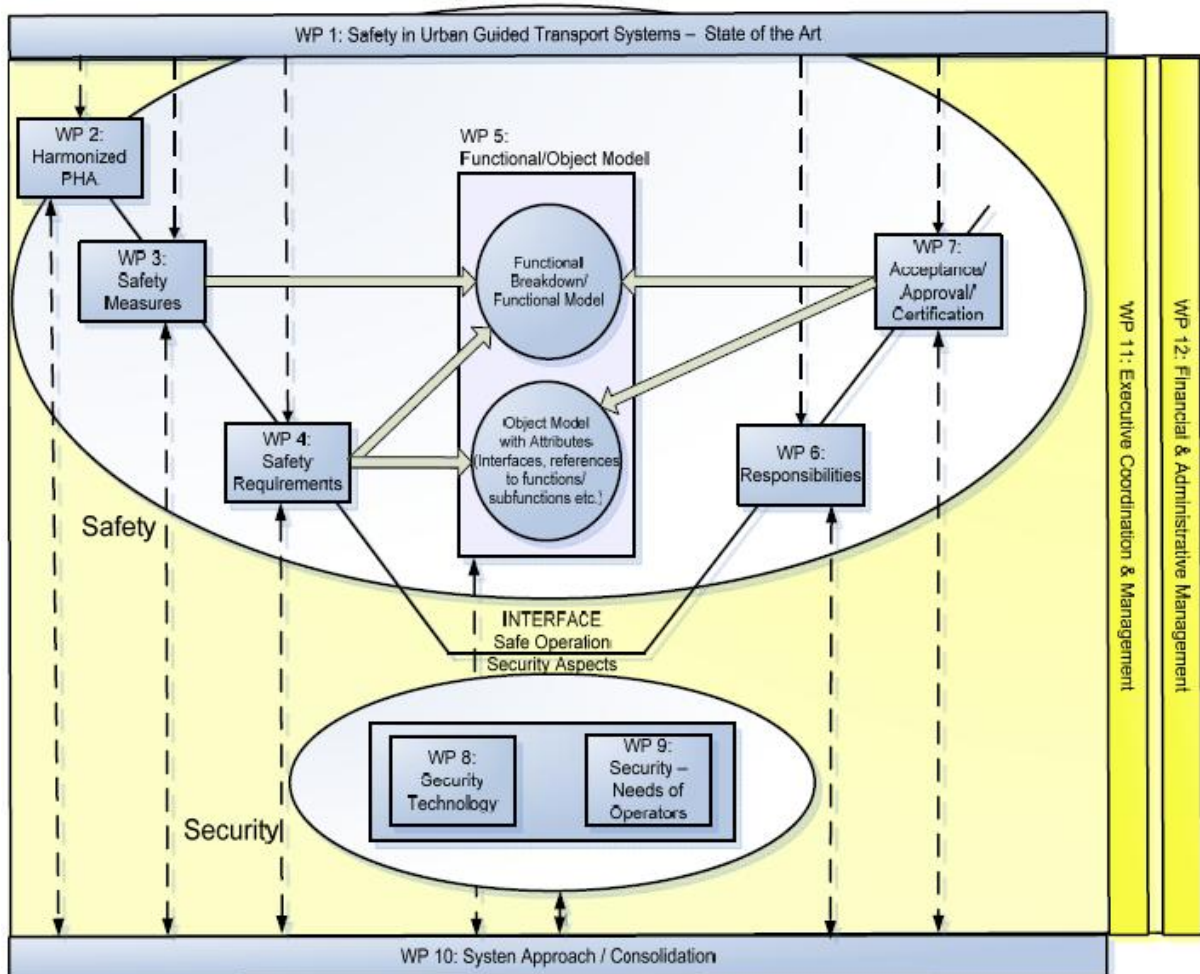 WP 1: Safety in Urban Guided Transport Systems – State of the Art
WP 2:
Harmonized
PHA.
WP 3:
Safety
Measures
WP 4:
Safety
Requirements
WP 5:
Functional/Object Model
Functional
Breakdown/
Functional Model
Object Model
with Attributes
(Interfaces, references
to functions/
subfunctions etc.)
WP 7:
Acceptance/
Approval/
Certification
WP 6:
Responsibilities
Safety
INTERFACE
Safe Operation
Security Aspects
WP 8:
Security
Technology
WP 9:
Security –
Needs of
Operators
Security
WP 10: Systen Approach / Consolidation
WP 11: Executive Coordination & Management
WP 12: Financial & Administrative Management